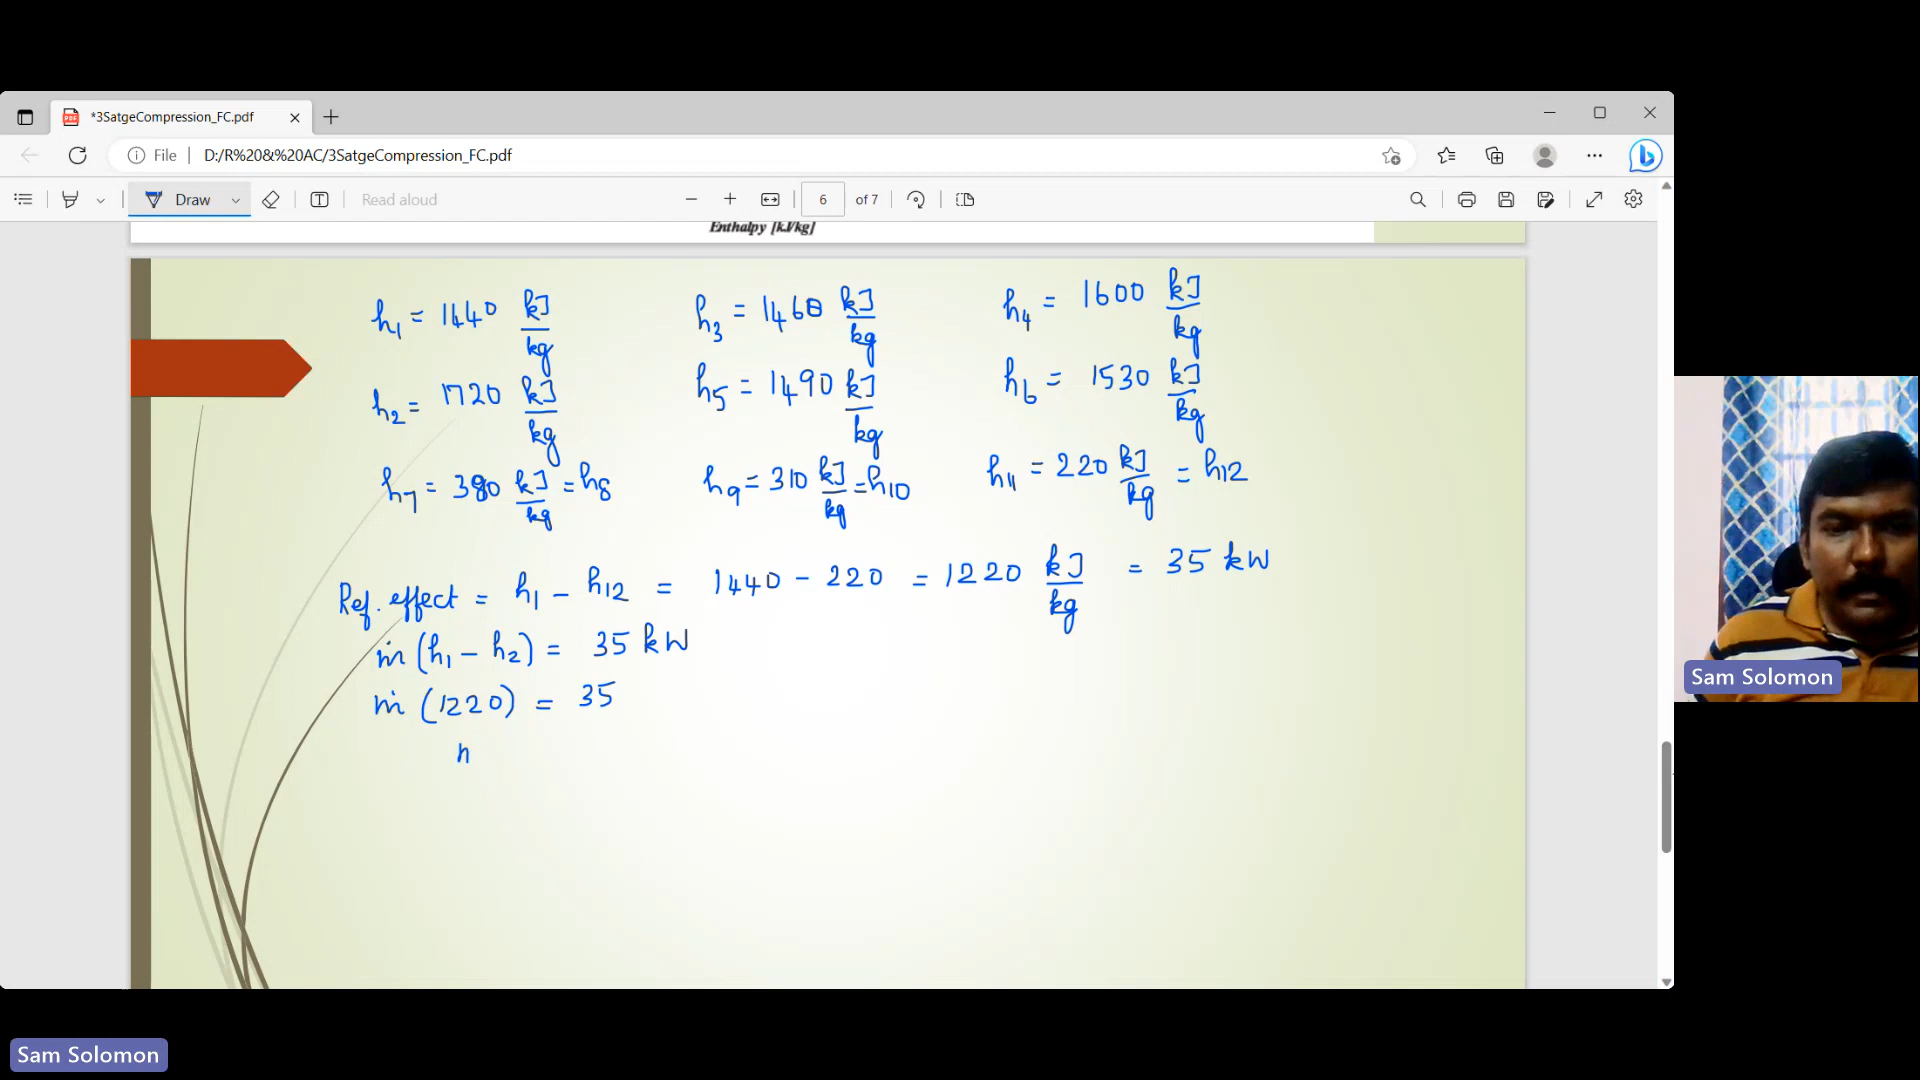 *3SatgeCompression_FC.pdf
File D:/R%20&%20AC/3SatgeCompression_FC.pdf
Draw Read aloud 6 of 7
Enthalpy [kJ/kg]
h1 = 1440 kJ/kg h3 = 1460 kJ/kg h4 = 1600 kJ/kg
h2 = 1720 kJ/kg h5 = 1490 kJ/kg h6 = 1530 kJ/kg
h7 = 390 kJ/kg = h8 h9 = 310 kJ/kg = h10 h11 = 220 kJ/kg = h12
Ref. effect = h1 - h12 = 1440 - 220 = 1220 kJ/kg = 35 kW
ṁ (h1 - h2) = 35 kW
ṁ (1220) = 35
Sam Solomon
Sam Solomon